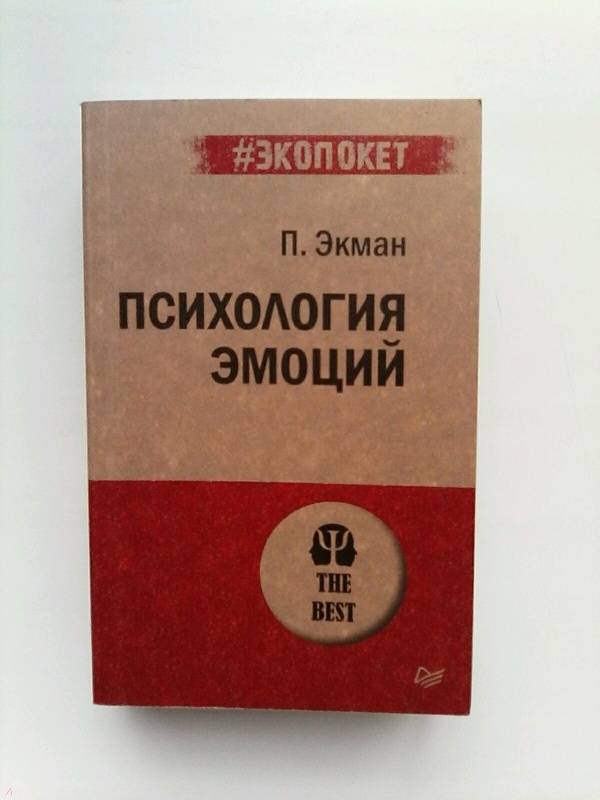 #ЭКОПОКЕТ
П. Экман
ПСИХОЛОГИЯ
ЭМОЦИЙ
Ψ
THE
BEST